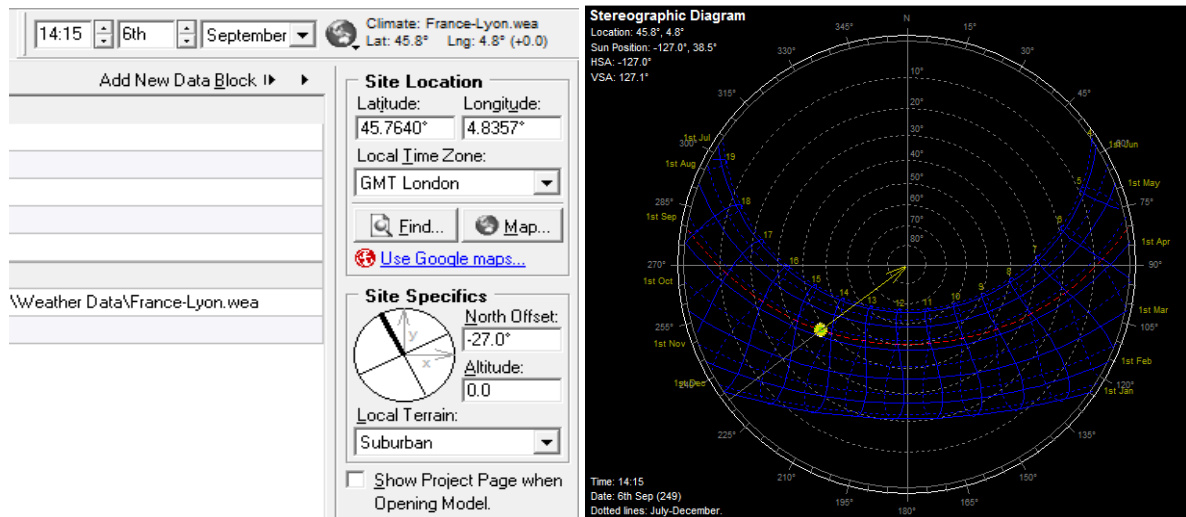 14:15 6th September Climate: France-Lyon.wea
Lat: 45.8° Lng: 4.8° (+0.0)
Add New Data Block
Site Location
Latitude: Longitude:
45.7640° 4.8357°
Local Time Zone:
GMT London
Find... Map...
Use Google maps...
\Weather Data\France-Lyon.wea
Site Specifics
North Offset:
-27.0°
y
x
Altitude:
0.0
Local Terrain:
Suburban
Show Project Page when
Opening Model.
Stereographic Diagram
Location: 45.8°, 4.8°
Sun Position: -127.0°, 38.5°
HSA: -127.0°
VSA: 127.1°
N
345° 15°
330° 30°
315° 45°
300° 60°
285° 75°
270° 90°
255° 105°
240° 120°
225° 135°
210° 150°
195° 165°
180°
10°
20°
30°
40°
50°
60°
70°
80°
1st Jul
1st Aug
1st Sep
1st Oct
1st Nov
1st Dec
1st Jun
1st May
1st Apr
1st Mar
1st Feb
1st Jan
19
18
17
16
15
14
13
12
11
10
9
8
7
6
5
Time: 14:15
Date: 6th Sep (249)
Dotted lines: July-December.